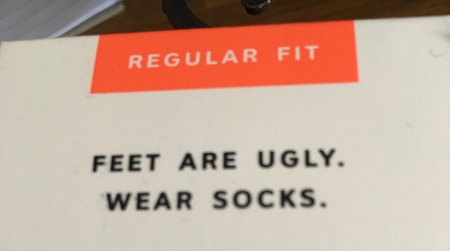 REGULAR FIT
FEET ARE UGLY.
WEAR SOCKS.